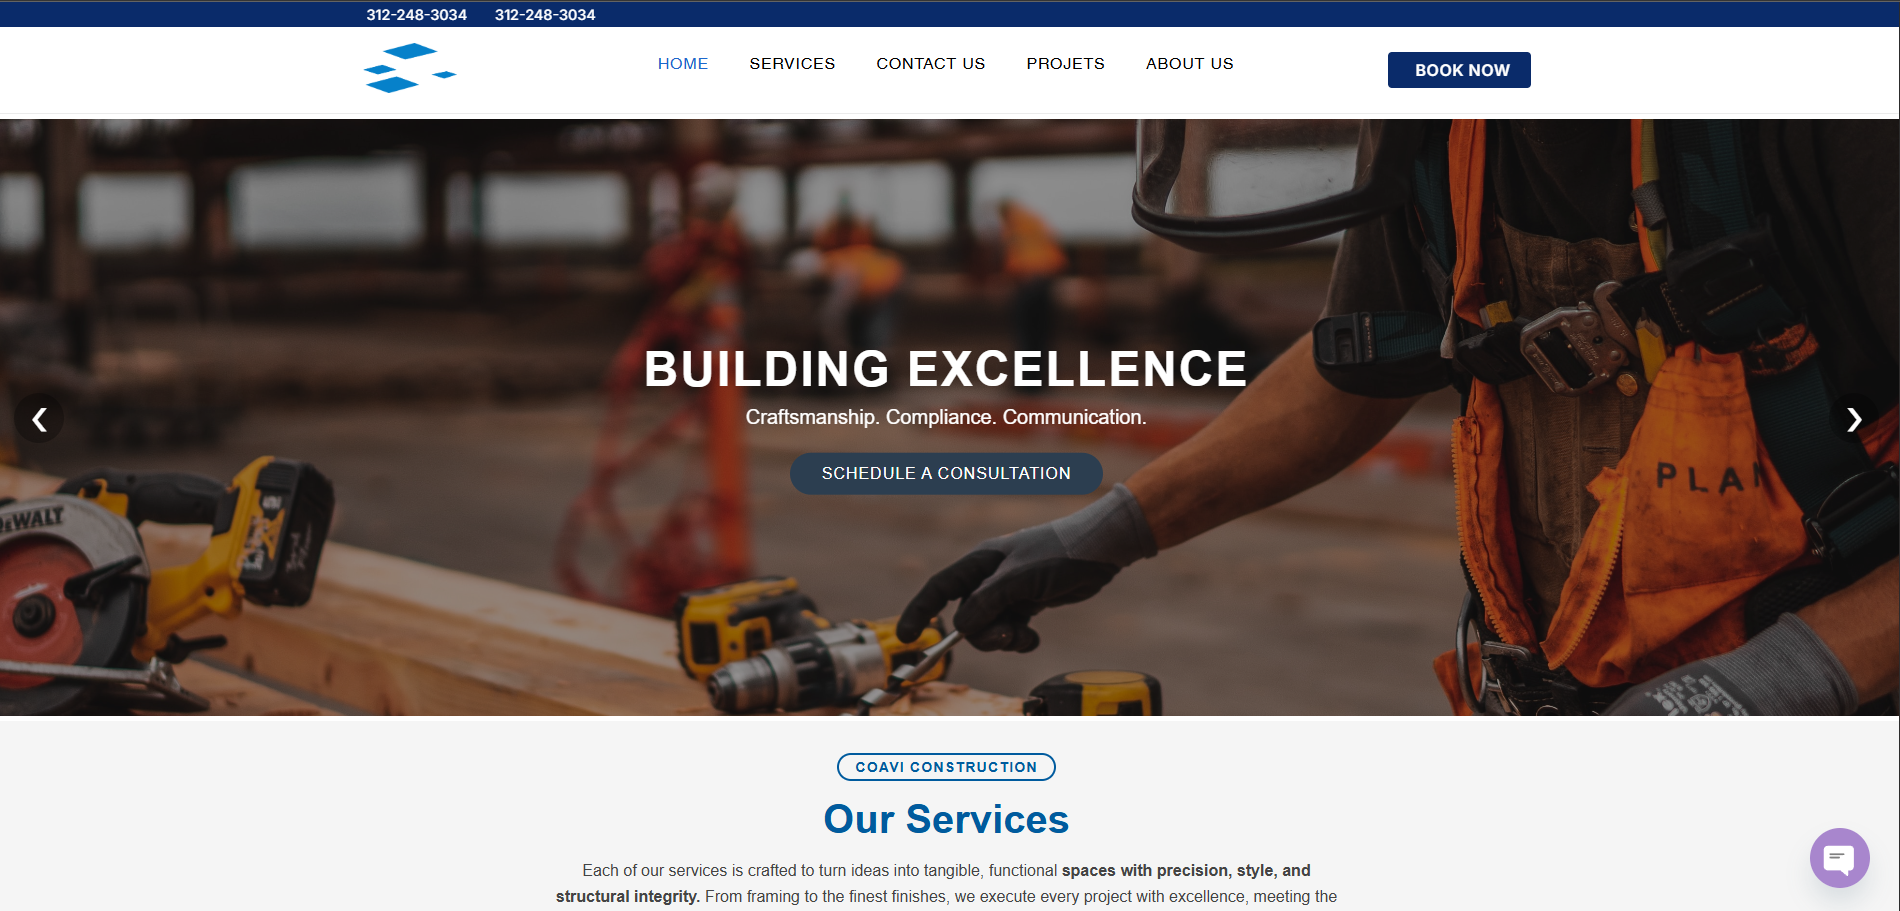 312-248-3034 312-248-3034
HOME SERVICES CONTACT US PROJETS ABOUT US BOOK NOW
BUILDING EXCELLENCE
Craftsmanship. Compliance. Communication.
❮ ❯
SCHEDULE A CONSULTATION
PLAN
DEWALT
COAVI CONSTRUCTION
Our Services
Each of our services is crafted to turn ideas into tangible, functional spaces with precision, style, and
structural integrity. From framing to the finest finishes, we execute every project with excellence, meeting the